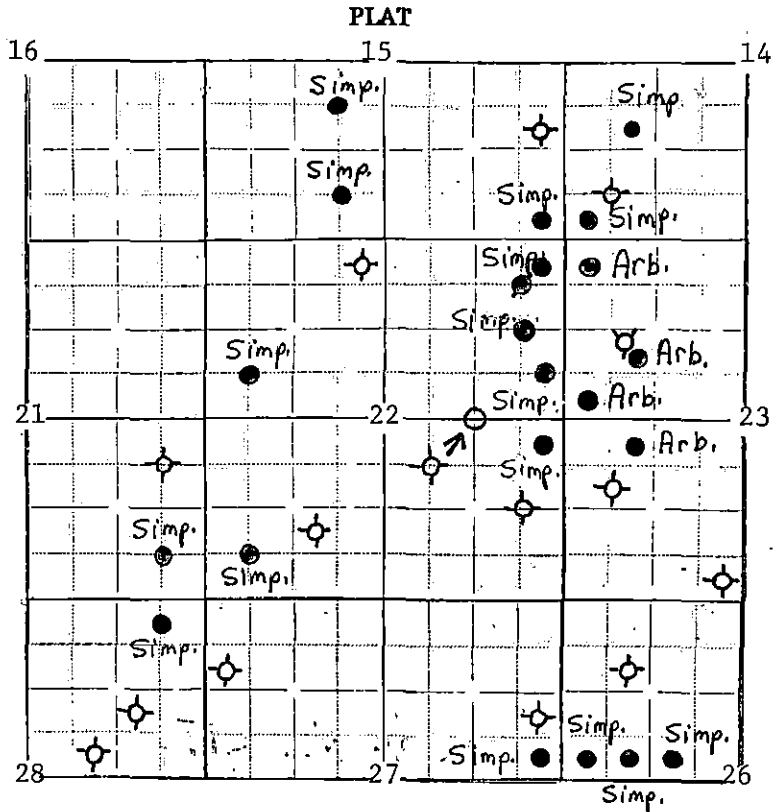 PLAT
16 15 14
Simp.
Simp
Simp.
Simp.
Simp.
Simp. Arb.
Simp.
Simp. Arb.
Simp. Arb.
21 22 23
Arb.
Simp.
Simp.
Simp.
Simp.
Simp. Simp. Simp.
28 27 26
Simp.